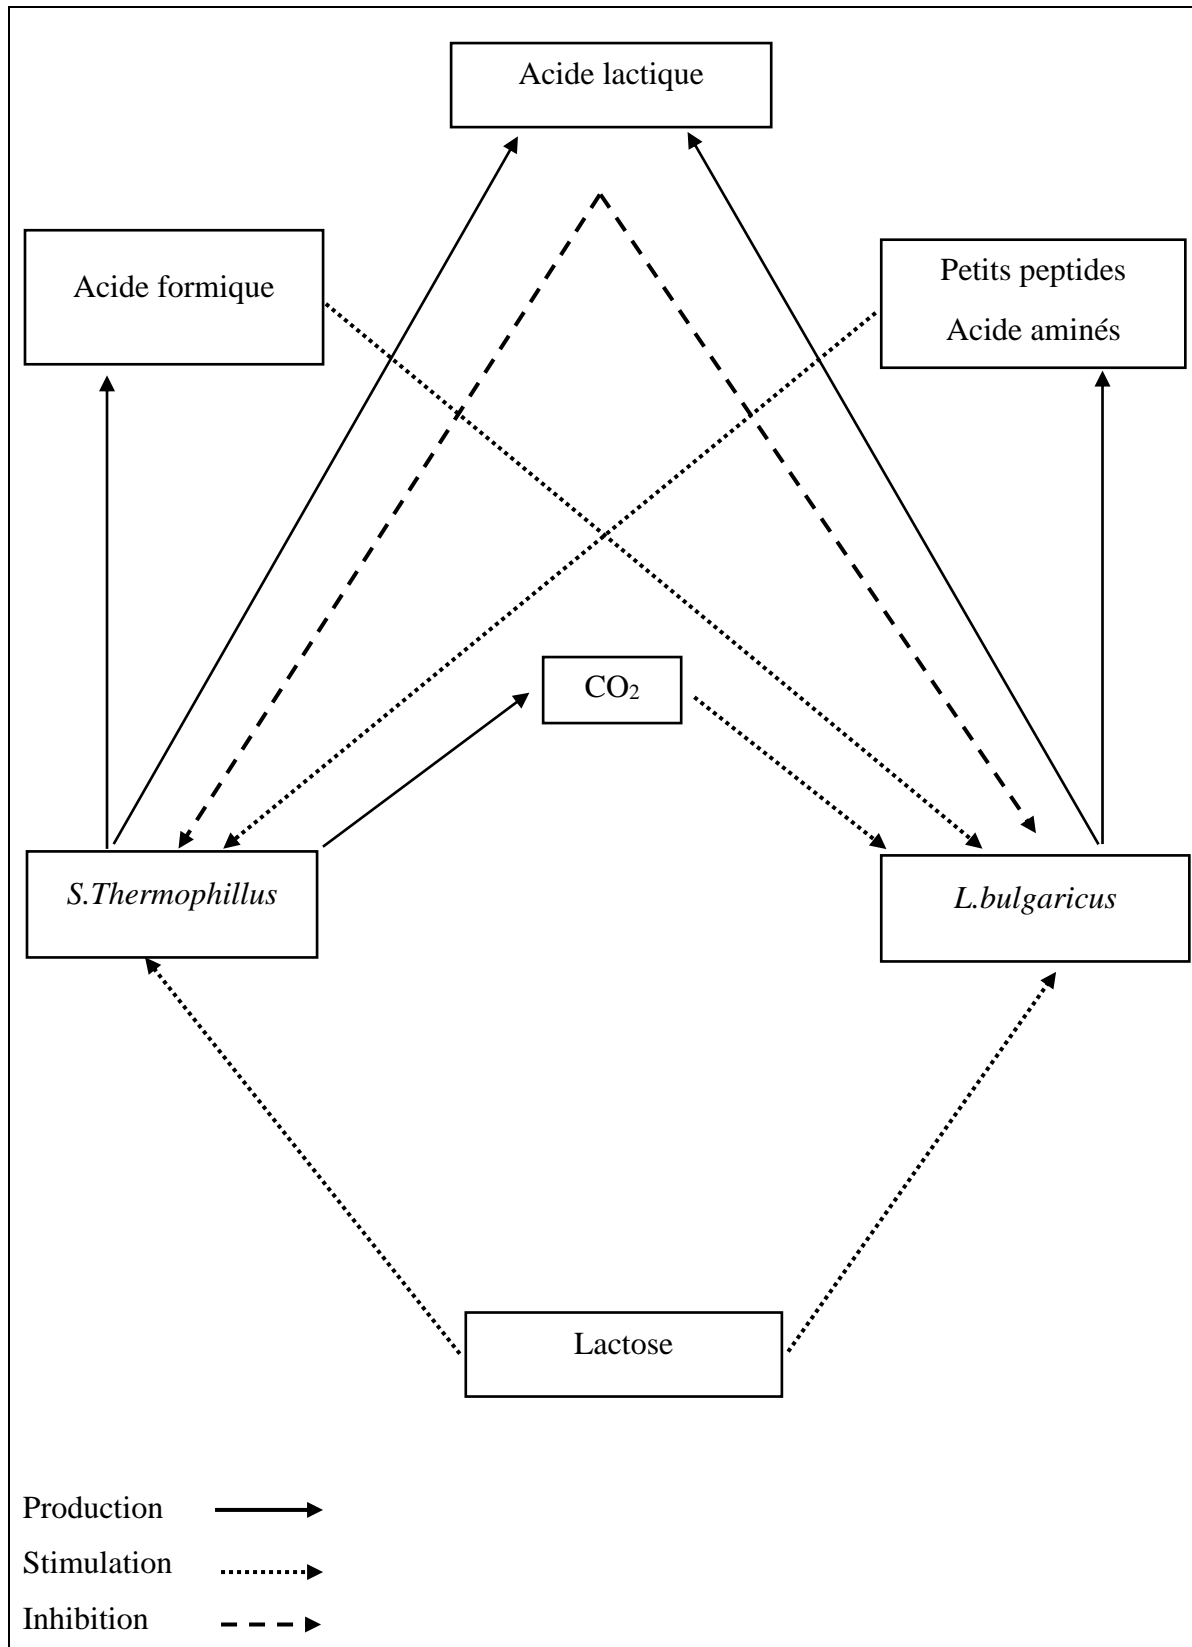 Acide lactique
Acide formique
Petits peptides
Acide aminés
CO₂
S.Thermophillus
L.bulgaricus
Lactose
Production
Stimulation
Inhibition